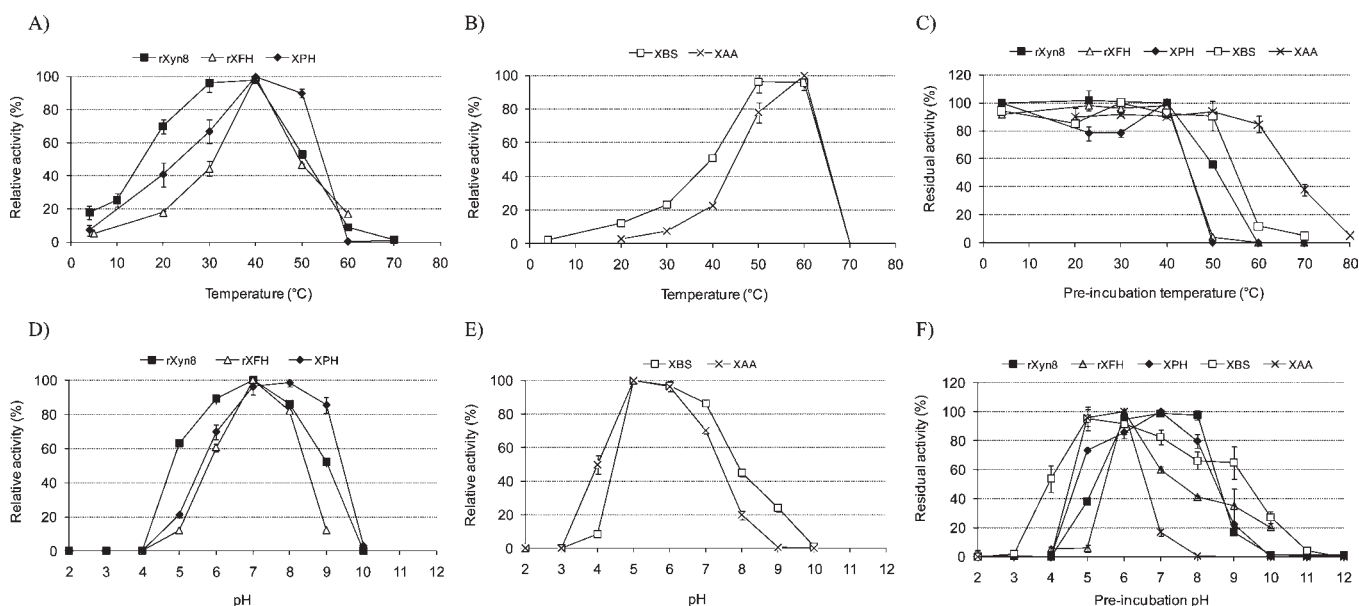 A)
rXyn8 rXFH XPH
Relative activity (%)
100
80
60
40
20
0
0 10 20 30 40 50 60 70 80
Temperature (°C)
B)
XBS XAA
Relative activity (%)
100
80
60
40
20
0
0 10 20 30 40 50 60 70 80
Temperature (°C)
C)
rXyn8 rXFH XPH XBS XAA
Residual activity (%)
120
100
80
60
40
20
0
0 10 20 30 40 50 60 70 80
Pre-incubation temperature (°C)
D)
rXyn8 rXFH XPH
Relative activity (%)
100
80
60
40
20
0
2 3 4 5 6 7 8 9 10 11 12
pH
E)
XBS XAA
Relative activity (%)
100
80
60
40
20
0
2 3 4 5 6 7 8 9 10 11 12
pH
F)
rXyn8 rXFH XPH XBS XAA
Residual activity (%)
120
100
80
60
40
20
0
2 3 4 5 6 7 8 9 10 11 12
Pre-incubation pH